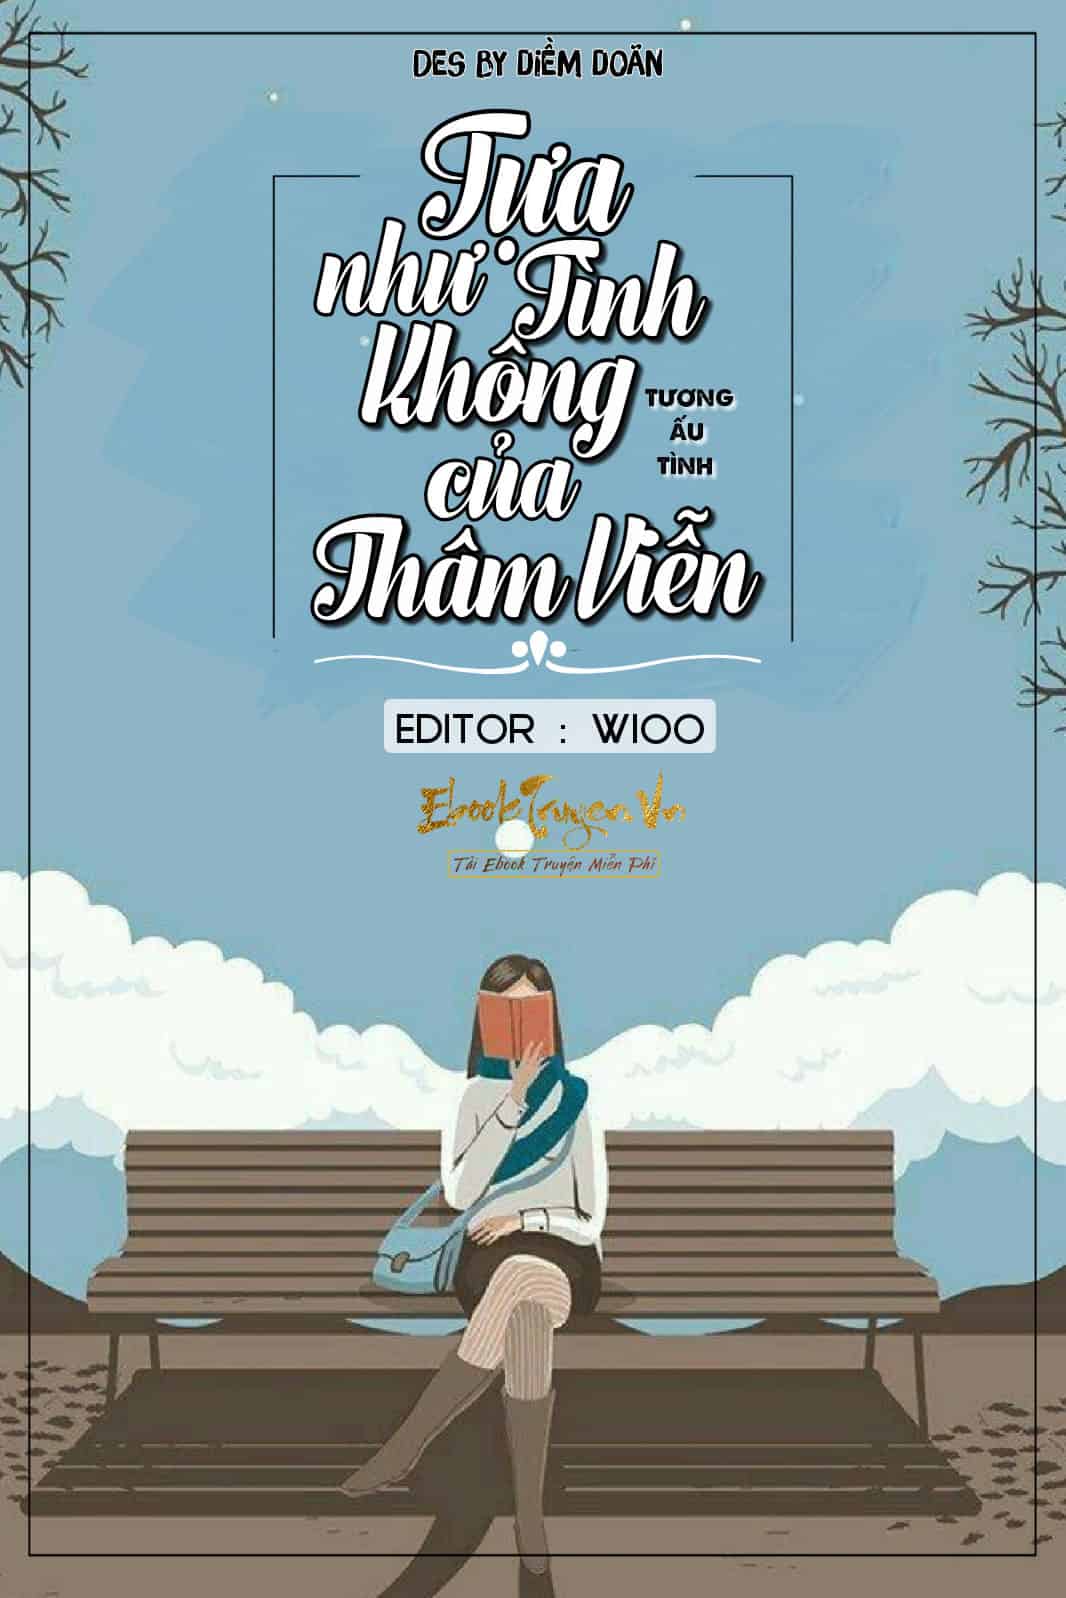 DES BY DIỀM DOÃN
Tựa
như Tinh
Không
của
Thâm Viễn
TƯƠNG
ẤU
TÌNH
EDITOR : WIOO
EbookTruyen.Vn
Tải Ebook Truyện Miễn Phí